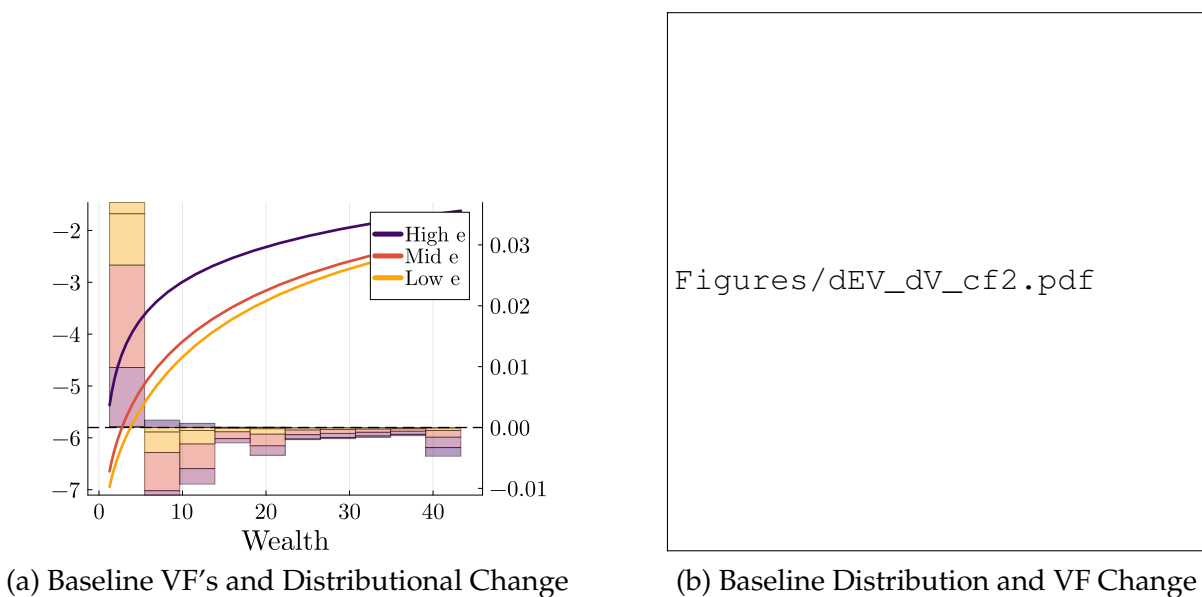 −2
−3
−4
−5
−6
−7
0.03
0.02
0.01
0.00
−0.01
High e
Mid e
Low e
0 10 20 30 40
Wealth
(a) Baseline VF's and Distributional Change
Figures/dEV_dV_cf2.pdf
(b) Baseline Distribution and VF Change